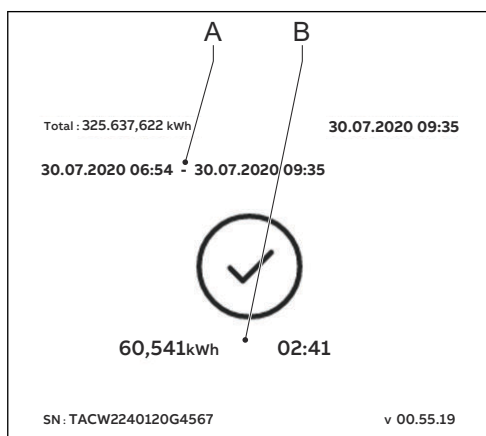 A B
Total : 325.637,622 kWh 30.07.2020 09:35
30.07.2020 06:54 - 30.07.2020 09:35
60,541kWh 02:41
SN : TACW2240120G4567 v 00.55.19